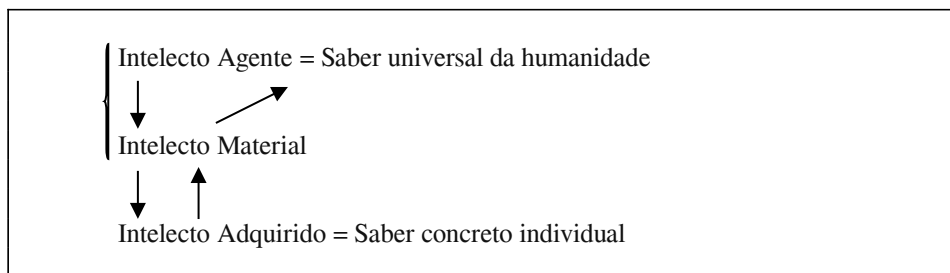 Intelecto Agente = Saber universal da humanidade
Intelecto Material
Intelecto Adquirido = Saber concreto individual